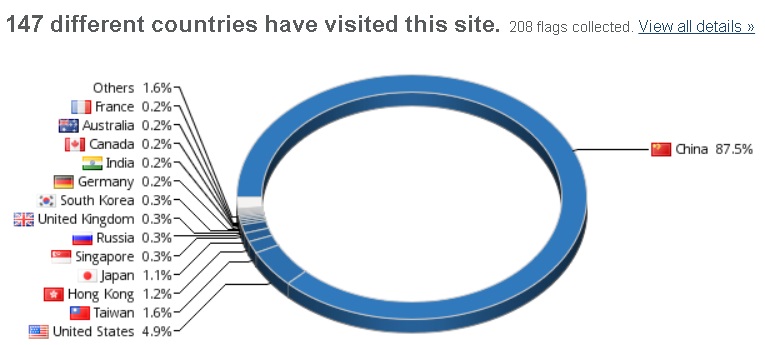 147 different countries have visited this site. 208 flags collected. View all details »
Others 1.6%
France 0.2%
Australia 0.2%
Canada 0.2%
India 0.2%
Germany 0.2%
South Korea 0.3%
United Kingdom 0.3%
Russia 0.3%
Singapore 0.3%
Japan 1.1%
Hong Kong 1.2%
Taiwan 1.6%
United States 4.9%
China 87.5%